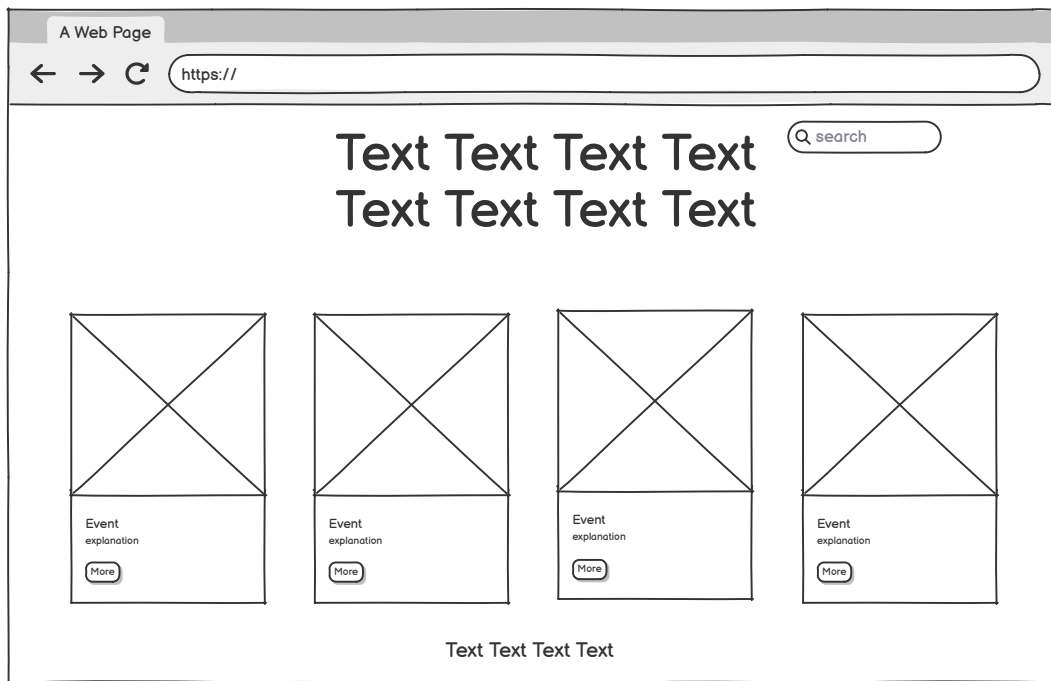 A Web Page
https://
search
Text Text Text Text
Text Text Text Text
Event
explanation
More
Event
explanation
More
Event
explanation
More
Event
explanation
More
Text Text Text Text